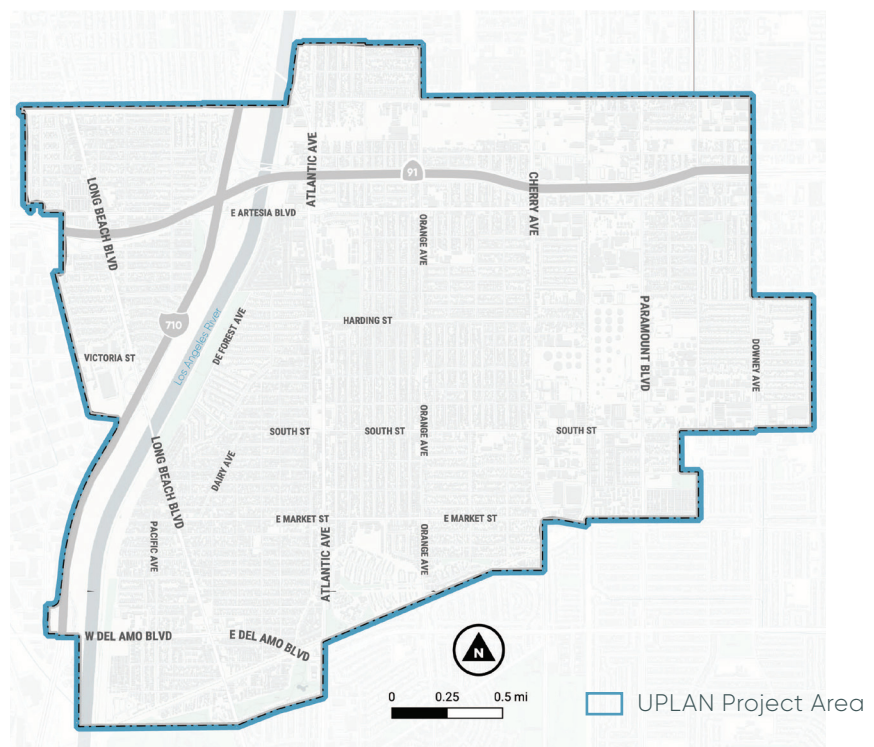 ATLANTIC AVE
91
LONG BEACH BLVD
CHERRY AVE
E ARTESIA BLVD
ORANGE AVE
710
Los Angeles River
DE FOREST AVE
HARDING ST
PARAMOUNT BLVD
VICTORIA ST
DOWNEY AVE
SOUTH ST
SOUTH ST
ORANGE AVE
SOUTH ST
LONG BEACH BLVD
DAIRY AVE
E MARKET ST
E MARKET ST
PACIFIC AVE
ATLANTIC AVE
ORANGE AVE
W DEL AMO BLVD
E DEL AMO BLVD
N
0 0.25 0.5 mi
UPLAN Project Area